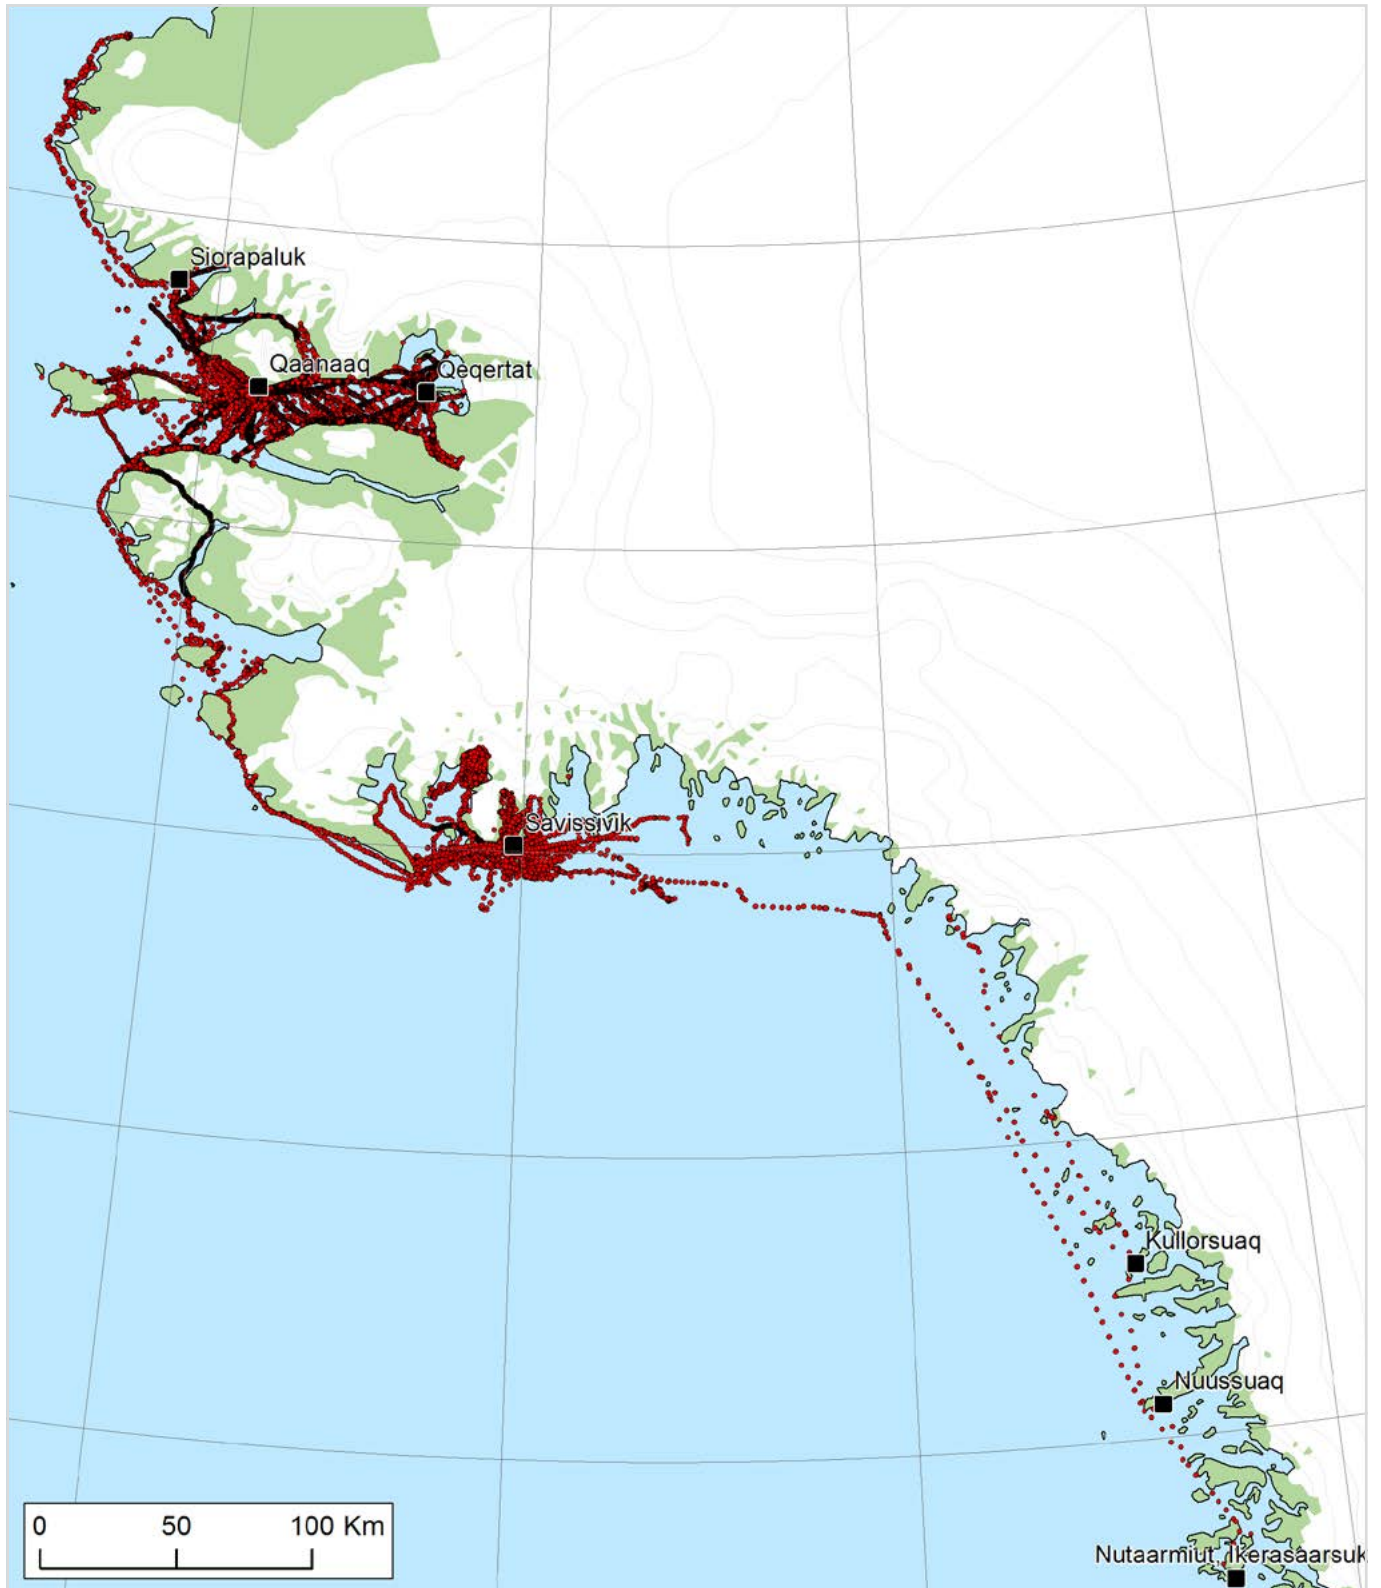 Siorapaluk
Qaanaaq
Qeqertat
Savissivik
Kullorsuaq
Nuussuaq
0 50 100 Km
Nutaarmiut, Ikerasaarsuk